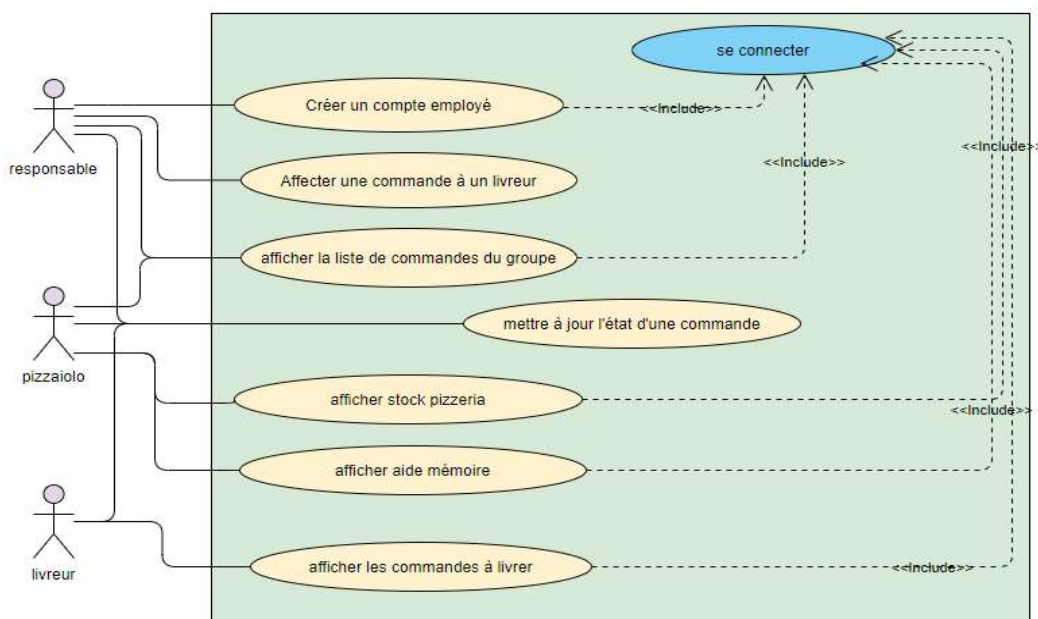 se connecter
Créer un compte employé
<<Include>>
responsable
<<Include>>
<<Include>>
Affecter une commande à un livreur
afficher la liste de commandes du groupe
mettre à jour l'état d'une commande
pizzaiolo
afficher stock pizzeria
<<Include>>
afficher aide mémoire
livreur
afficher les commandes à livrer
<<Include>>